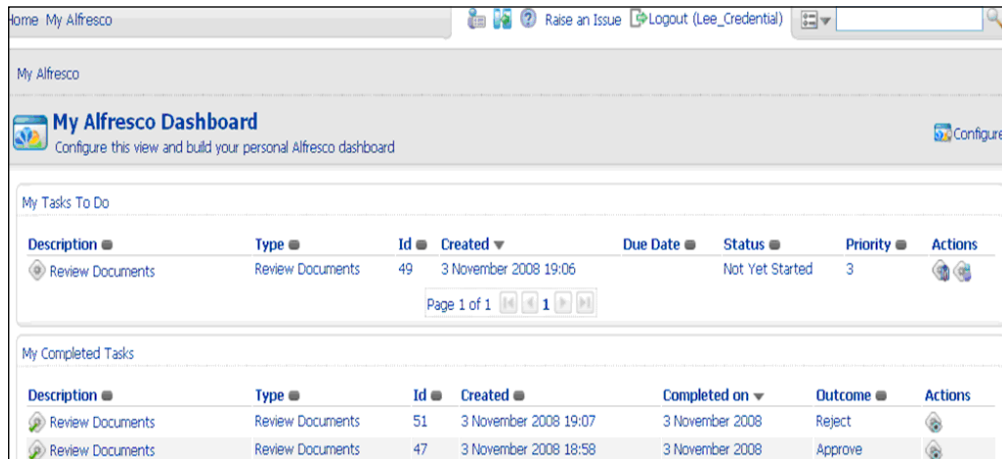 Home My Alfresco
Raise an Issue Logout (Lee_Credential)
My Alfresco
My Alfresco Dashboard
Configure this view and build your personal Alfresco dashboard
Configure
My Tasks To Do
Description Type Id Created Due Date Status Priority Actions
Review Documents Review Documents 49 3 November 2008 19:06 Not Yet Started 3
Page 1 of 1 1
My Completed Tasks
Description Type Id Created Completed on Outcome Actions
Review Documents Review Documents 51 3 November 2008 19:07 3 November 2008 Reject
Review Documents Review Documents 47 3 November 2008 18:58 3 November 2008 Approve